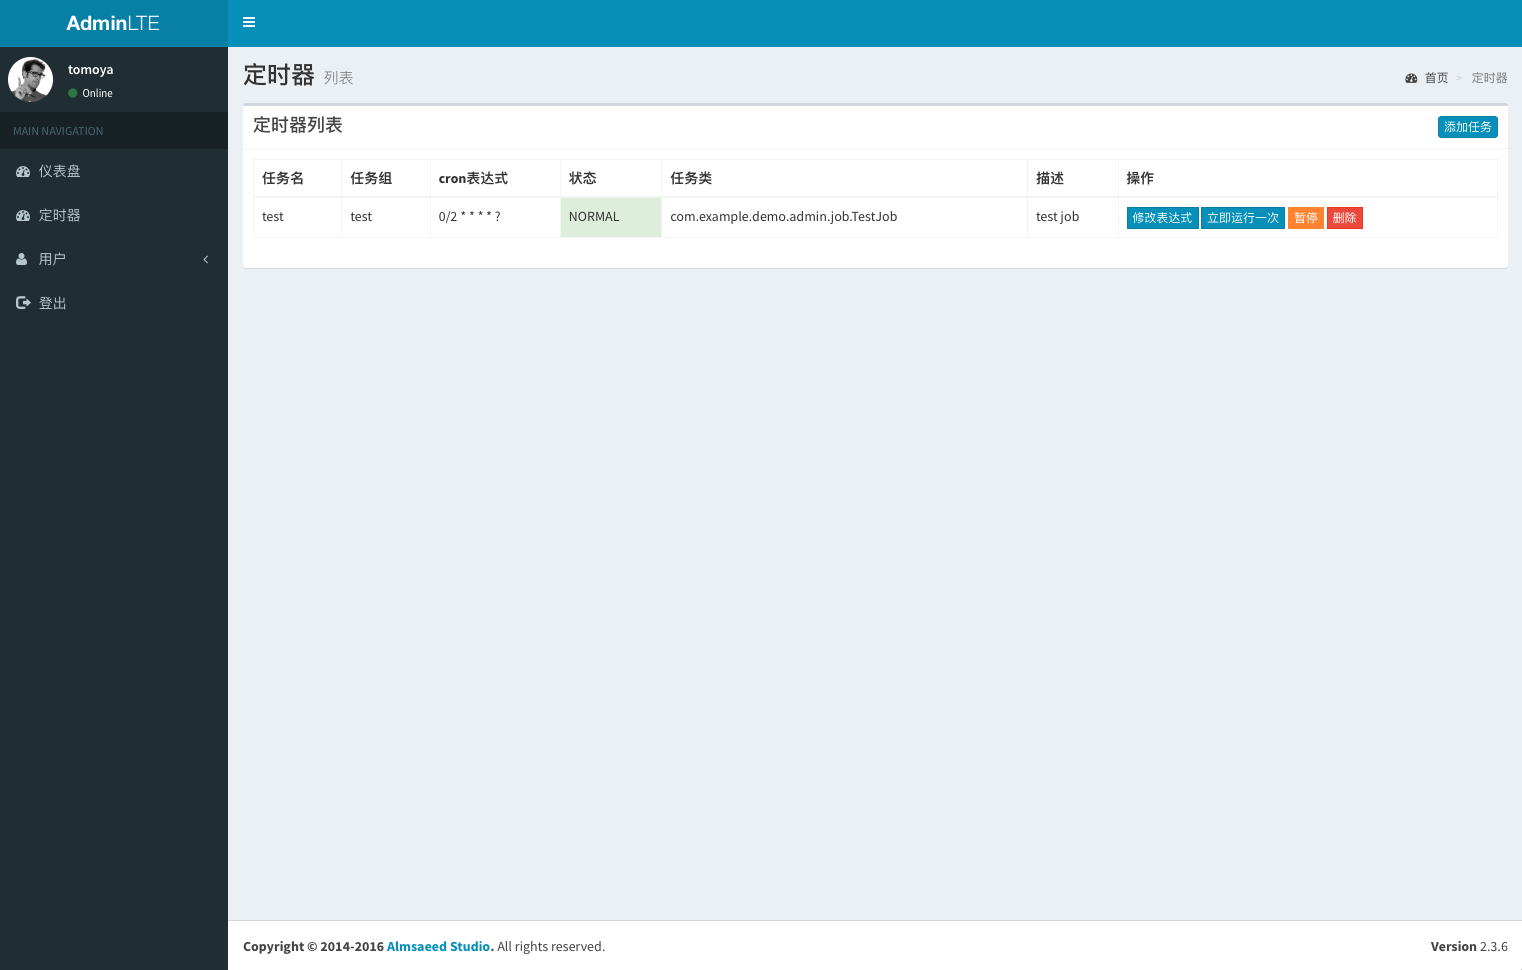 AdminLTE
tomoya
Online
MAIN NAVIGATION
仪表盘
定时器
用户
登出
定时器 列表
首页 > 定时器
定时器列表
添加任务
任务名 任务组 cron表达式 状态 任务类 描述 操作
test test 0/2 * * * * ? NORMAL com.example.demo.admin.job.TestJob test job 修改表达式 立即运行一次 暂停 删除
Copyright © 2014-2016 Almsaeed Studio. All rights reserved.
Version 2.3.6